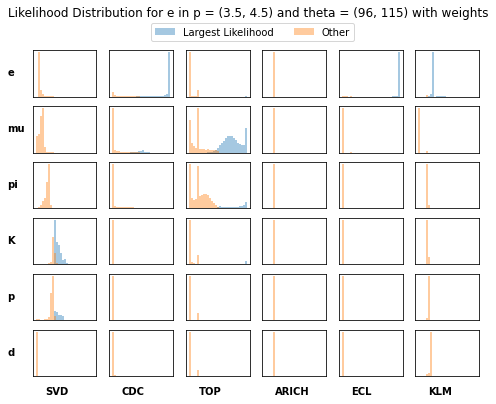 Likelihood Distribution for e in p = (3.5, 4.5) and theta = (96, 115) with weights
Largest Likelihood Other
e
mu
pi
K
p
d
SVD CDC TOP ARICH ECL KLM